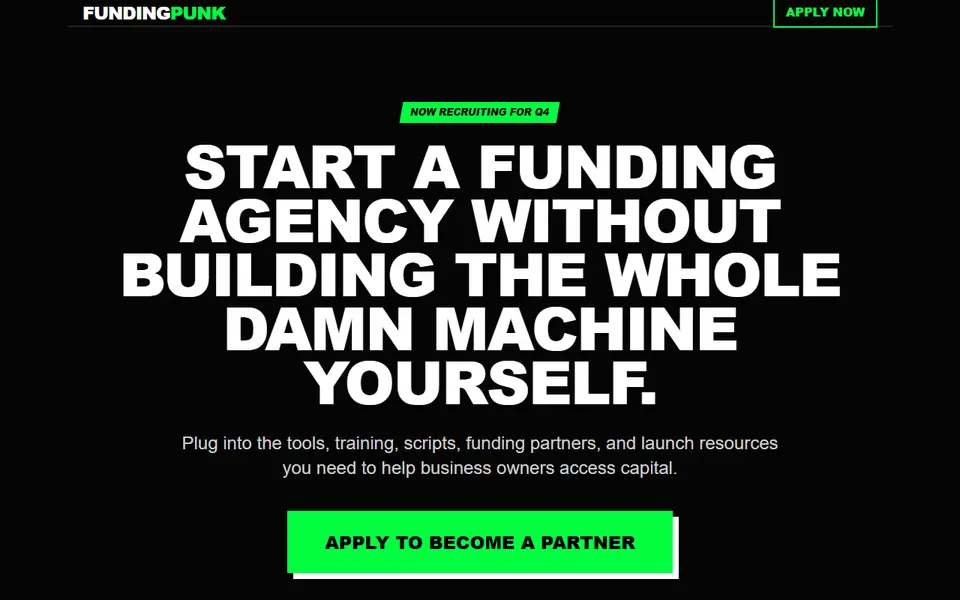 FUNDINGPUNK
APPLY NOW
NOW RECRUITING FOR Q4
START A FUNDING
AGENCY WITHOUT
BUILDING THE WHOLE
DAMN MACHINE
YOURSELF.
Plug into the tools, training, scripts, funding partners, and launch resources
you need to help business owners access capital.
APPLY TO BECOME A PARTNER